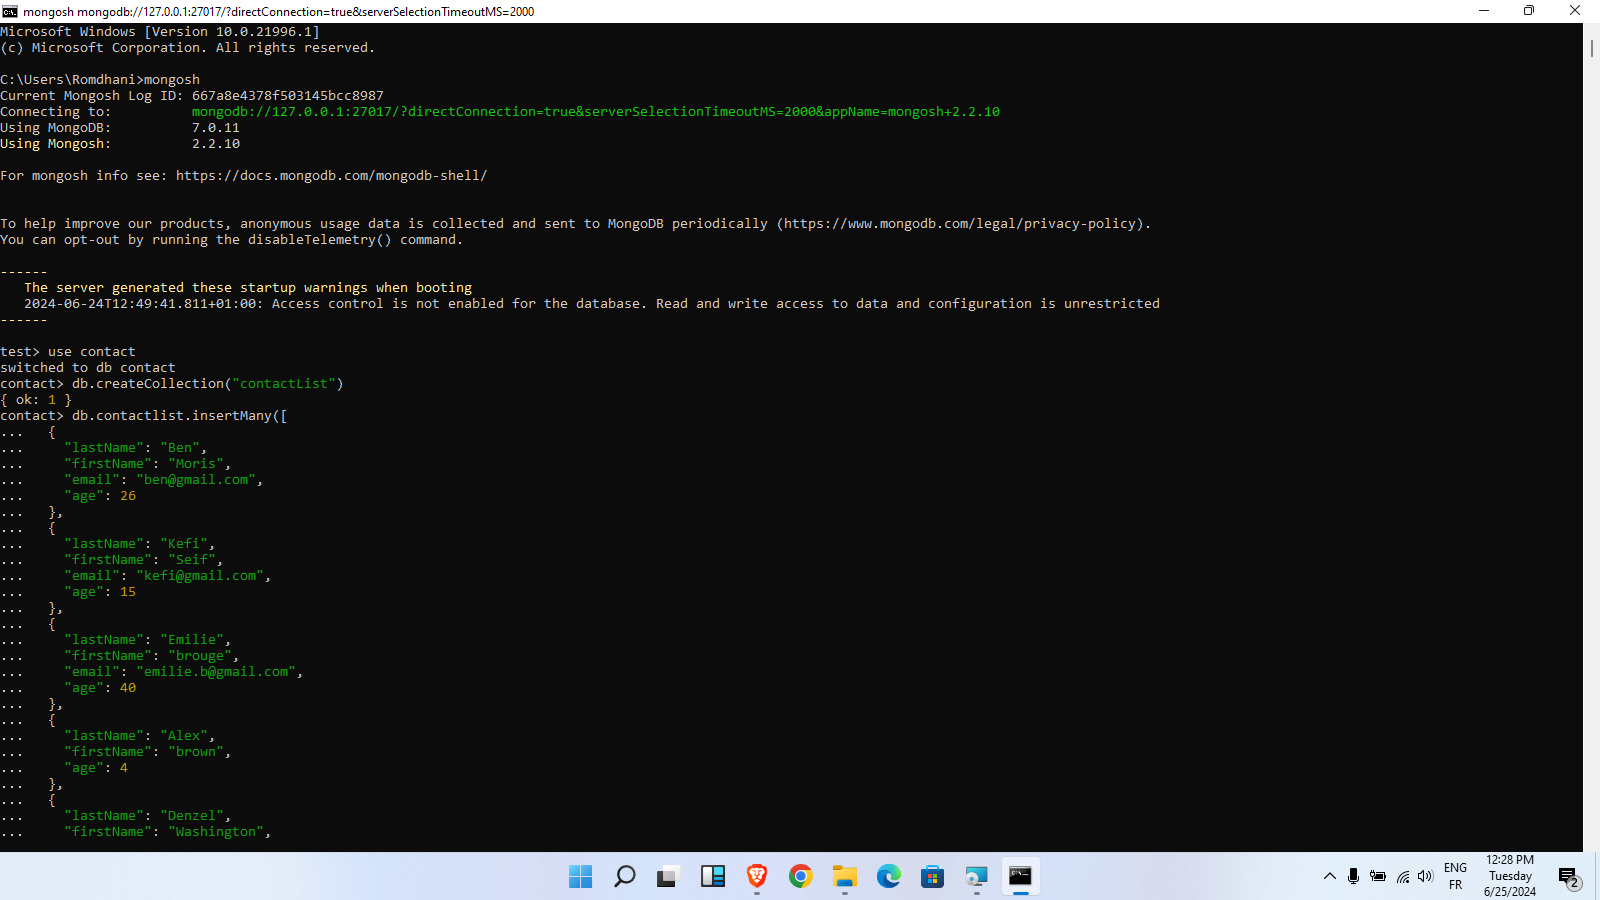 mongosh mongodb://127.0.0.1:27017/?directConnection=true&serverSelectionTimeoutMS=2000
Microsoft Windows [Version 10.0.21996.1]
(c) Microsoft Corporation. All rights reserved.
C:\Users\Romdhani>mongosh
Current Mongosh Log ID: 667a8e4378f503145bcc8987
Connecting to:          mongodb://127.0.0.1:27017/?directConnection=true&serverSelectionTimeoutMS=2000&appName=mongosh+2.2.10
Using MongoDB:          7.0.11
Using Mongosh:          2.2.10
For mongosh info see: https://docs.mongodb.com/mongodb-shell/
To help improve our products, anonymous usage data is collected and sent to MongoDB periodically (https://www.mongodb.com/legal/privacy-policy).
You can opt-out by running the disableTelemetry() command.
------
   The server generated these startup warnings when booting
   2024-06-24T12:49:41.811+01:00: Access control is not enabled for the database. Read and write access to data and configuration is unrestricted
------
test> use contact
switched to db contact
contact> db.createCollection("contactList")
{ ok: 1 }
contact> db.contactlist.insertMany([
...   {
...     "lastName": "Ben",
...     "firstName": "Moris",
...     "email": "ben@gmail.com",
...     "age": 26
...   },
...   {
...     "lastName": "Kefi",
...     "firstName": "Seif",
...     "email": "kefi@gmail.com",
...     "age": 15
...   },
...   {
...     "lastName": "Emilie",
...     "firstName": "brouge",
...     "email": "emilie.b@gmail.com",
...     "age": 40
...   },
...   {
...     "lastName": "Alex",
...     "firstName": "brown",
...     "age": 4
...   },
...   {
...     "lastName": "Denzel",
...     "firstName": "Washington",
ENG
FR
12:28 PM
Tuesday
6/25/2024
2